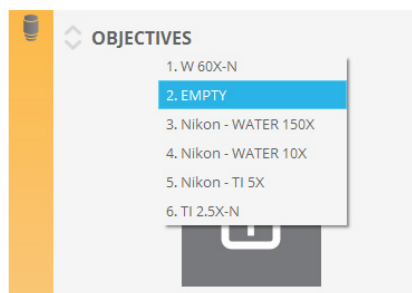 OBJECTIVES
1. W 60X-N
2. EMPTY
3. Nikon - WATER 150X
4. Nikon - WATER 10X
5. Nikon - TI 5X
6. TI 2.5X-N